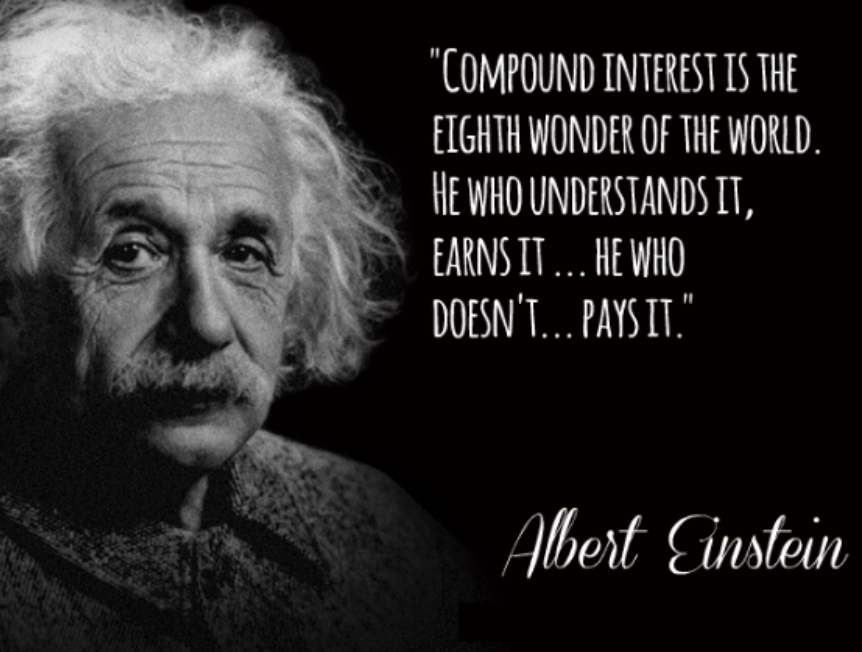 "Compound interest is the
eighth wonder of the world.
He who understands it,
earns it ... he who
doesn't... pays it."
Albert Einstein